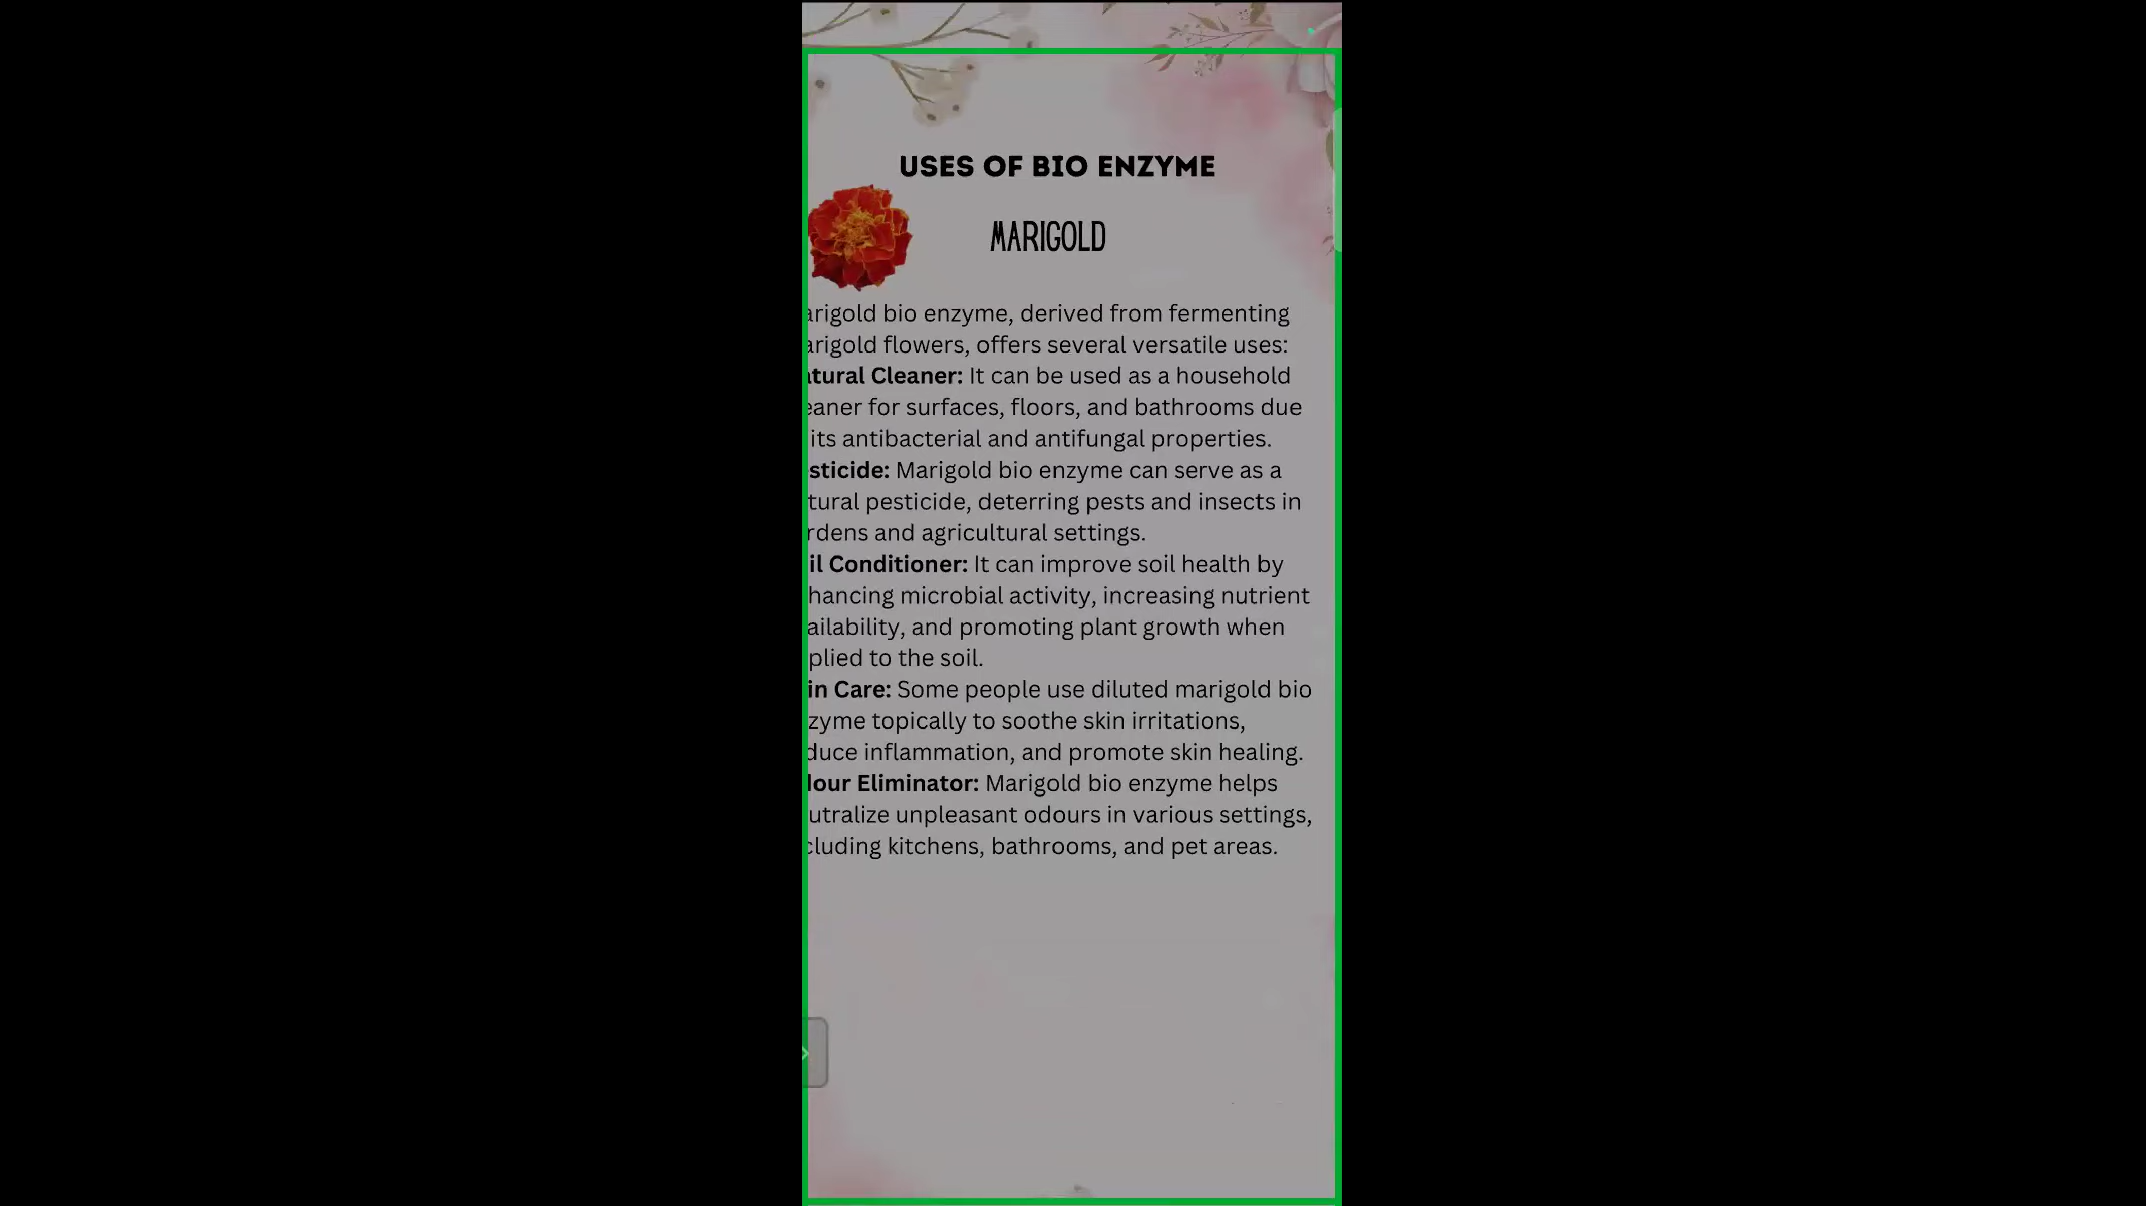 USES OF BIO ENZYME
MARIGOLD
arigold bio enzyme, derived from fermenting
arigold flowers, offers several versatile uses:
atural Cleaner: It can be used as a household
eaner for surfaces, floors, and bathrooms due
its antibacterial and antifungal properties.
sticide: Marigold bio enzyme can serve as a
tural pesticide, deterring pests and insects in
rdens and agricultural settings.
il Conditioner: It can improve soil health by
hancing microbial activity, increasing nutrient
ailability, and promoting plant growth when
plied to the soil.
in Care: Some people use diluted marigold bio
zyme topically to soothe skin irritations,
duce inflammation, and promote skin healing.
our Eliminator: Marigold bio enzyme helps
utralize unpleasant odours in various settings,
cluding kitchens, bathrooms, and pet areas.